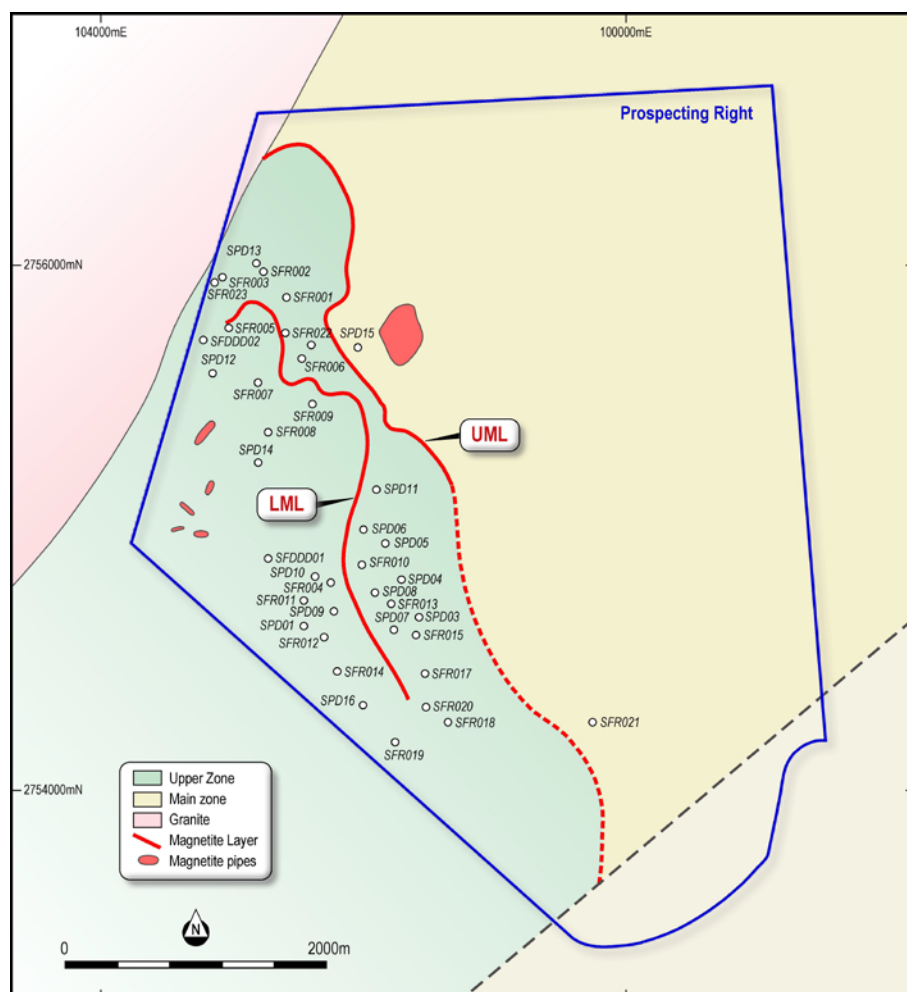 104000mE
100000mE
Prospecting Right
2756000mN
SPD13
SFR002
SFR003
SFR023
SFR001
SFR005
SFR022
SPD15
SFDDD02
SFR006
SPD12
SFR007
SFR009
SFR008
UML
SPD14
SPD11
LML
SPD06
SPD05
SFDDD01
SFR010
SPD10
SPD04
SFR004
SPD08
SFR011
SFR013
SPD09
SPD03
SPD01
SPD07
SFR015
SFR012
SFR014
SFR017
SPD16
SFR020
SFR018
SFR021
SFR019
2754000mN
Upper Zone
Main zone
Granite
Magnetite Layer
Magnetite pipes
N
0
2000m